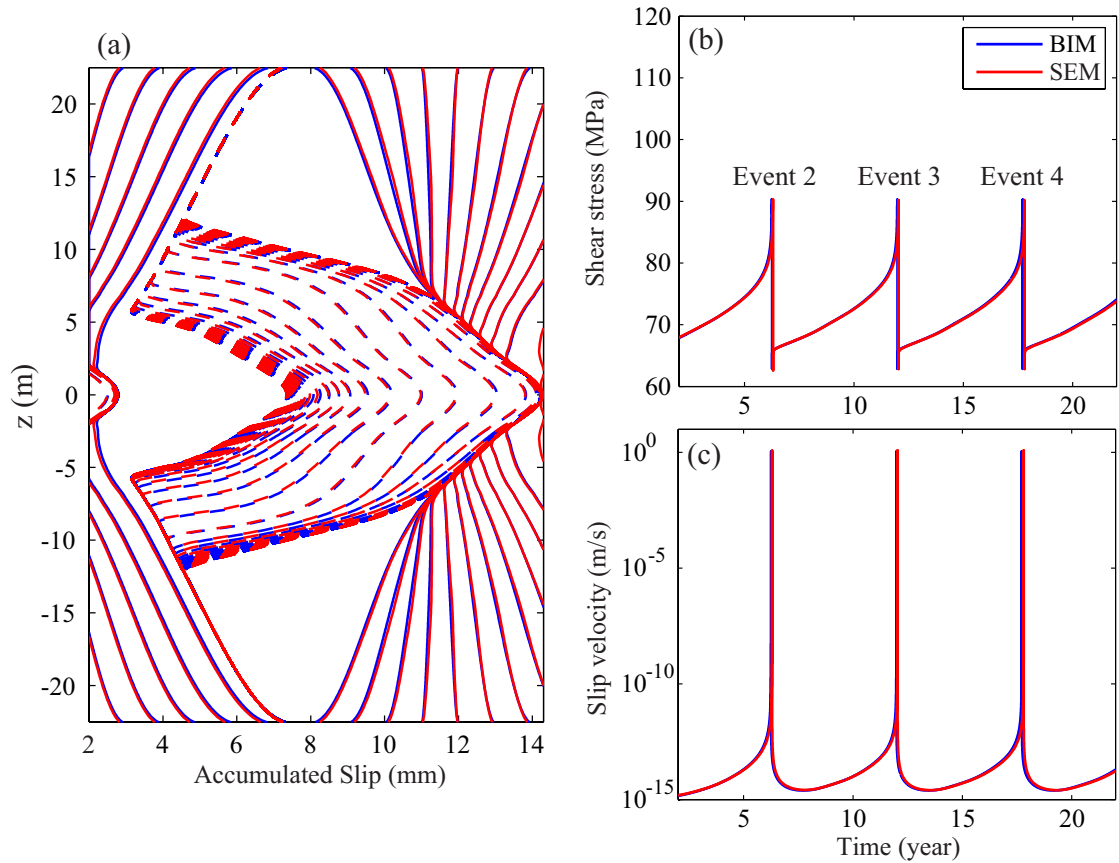 (a)
20
15
10
5
0
-5
-10
-15
-20
z (m)
2 4 6 8 10 12 14
Accumulated Slip (mm)
(b)
BIM
SEM
120
110
100
90
80
70
60
Shear stress (MPa)
Event 2 Event 3 Event 4
5 10 15 20
(c)
10^0
10^-5
10^-10
10^-15
Slip velocity (m/s)
5 10 15 20
Time (year)